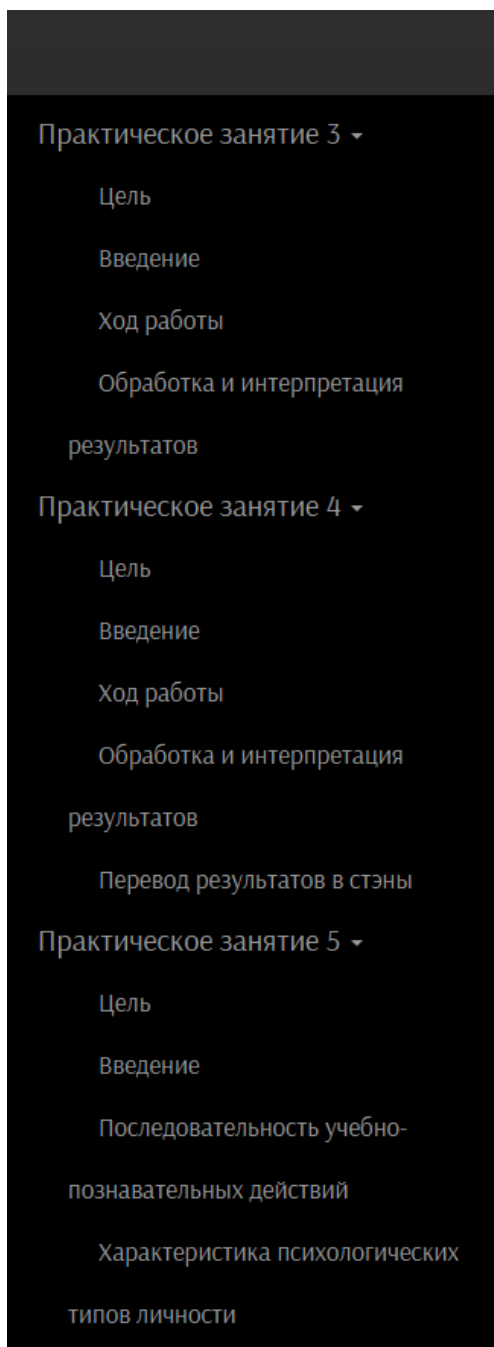 Практическое занятие 3
Цель
Введение
Ход работы
Обработка и интерпретация
результатов
Практическое занятие 4
Цель
Введение
Ход работы
Обработка и интерпретация
результатов
Перевод результатов в стэны
Практическое занятие 5
Цель
Введение
Последовательность учебно-
познавательных действий
Характеристика психологических
типов личности